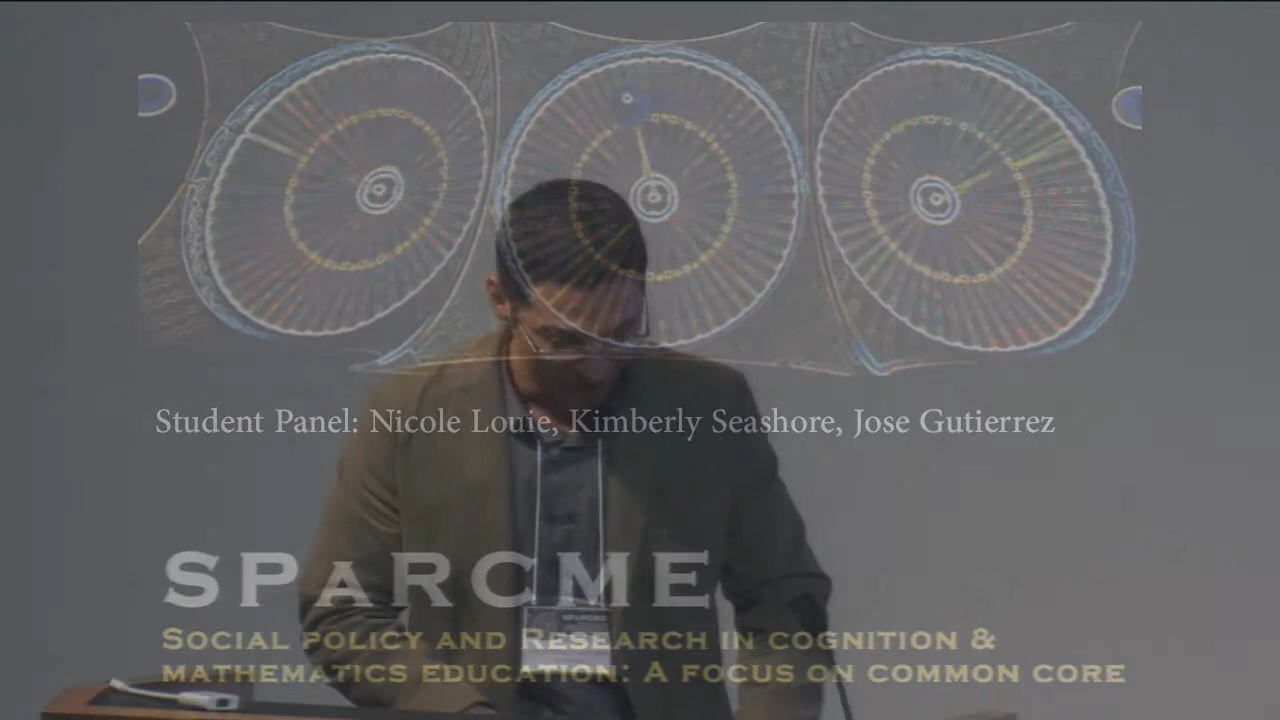 Student Panel: Nicole Louie, Kimberly Seashore, Jose Gutierrez
SPARCME
SOCIAL POLICY AND RESEARCH IN COGNITION &
MATHEMATICS EDUCATION: A FOCUS ON COMMON CORE